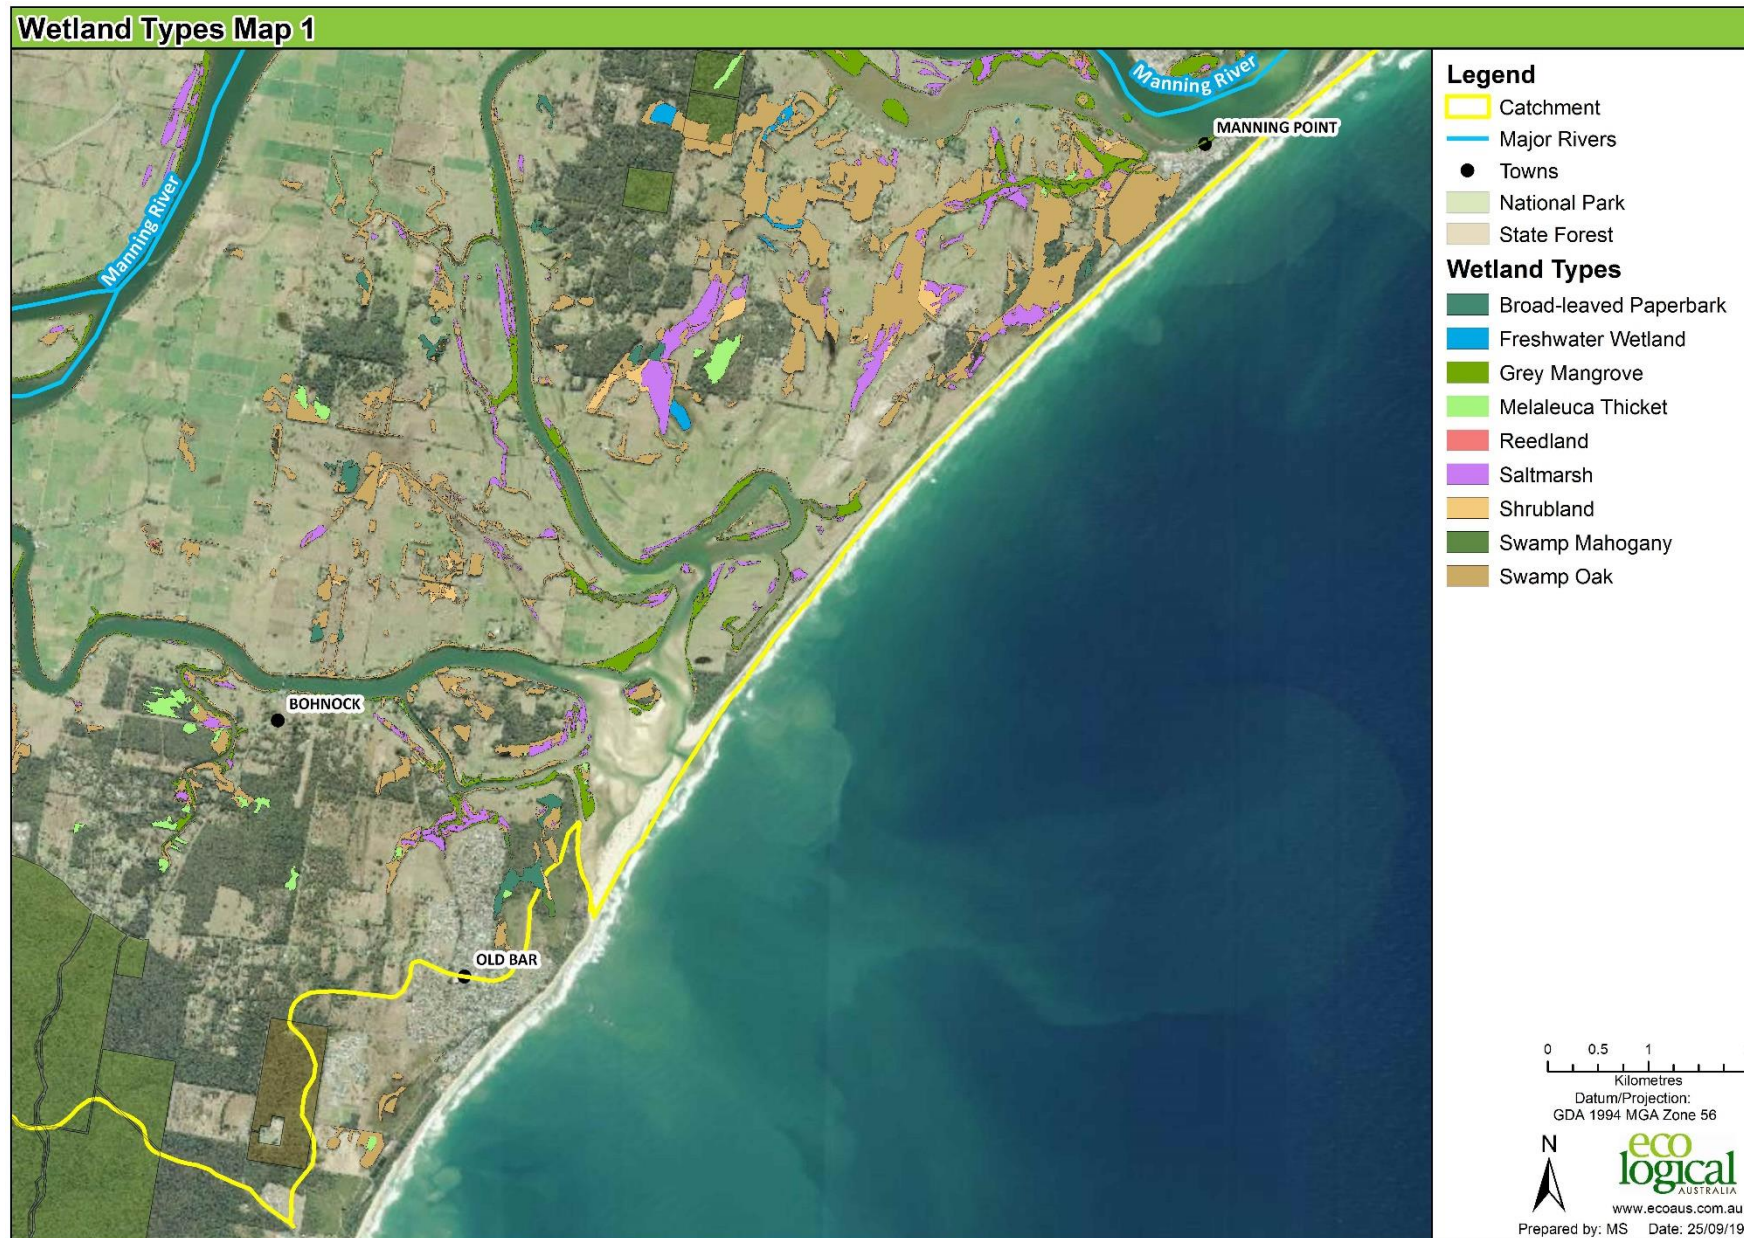 Wetland Types Map 1
Manning River
Manning River
MANNING POINT
BOHNOCK
OLD BAR
Legend
Catchment
Major Rivers
Towns
National Park
State Forest
Wetland Types
Broad-leaved Paperbark
Freshwater Wetland
Grey Mangrove
Melaleuca Thicket
Reedland
Saltmarsh
Shrubland
Swamp Mahogany
Swamp Oak
0 0.5 1
Kilometres
Datum/Projection:
GDA 1994 MGA Zone 56
N
eco
logical
AUSTRALIA
www.ecoaus.com.au
Prepared by: MS Date: 25/09/19